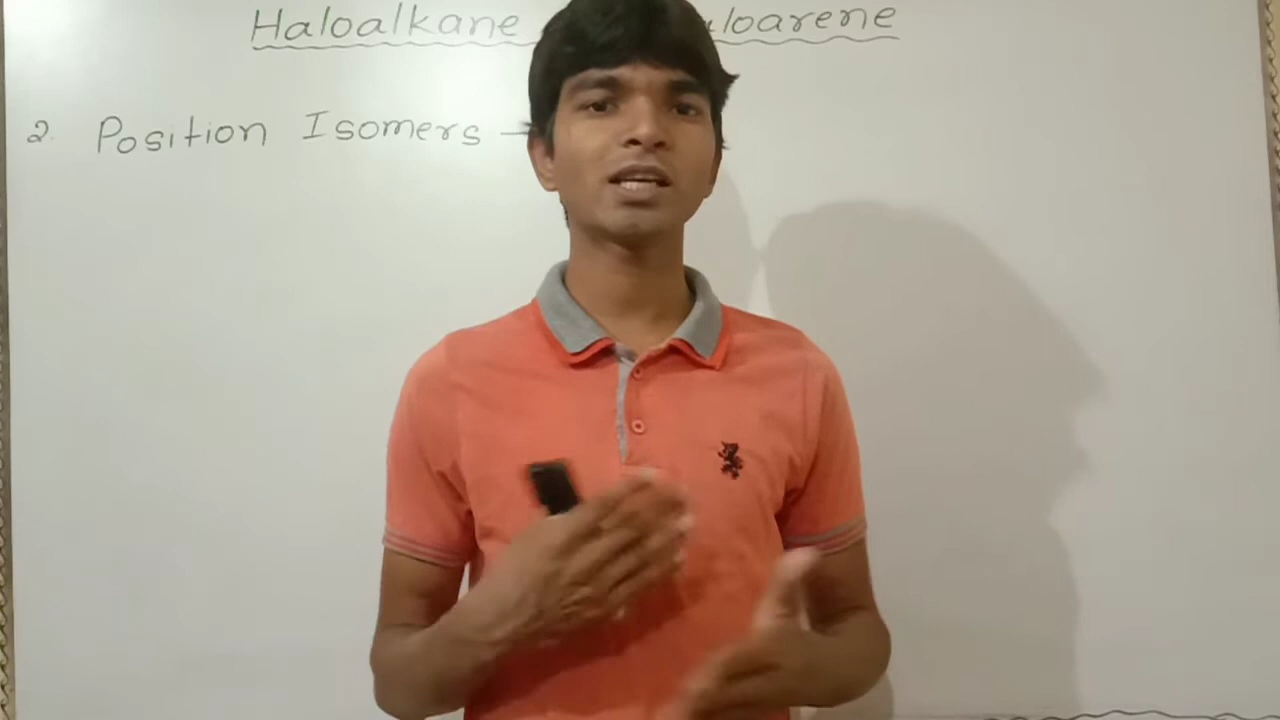 Haloalkane loarene
2. Position Isomers –